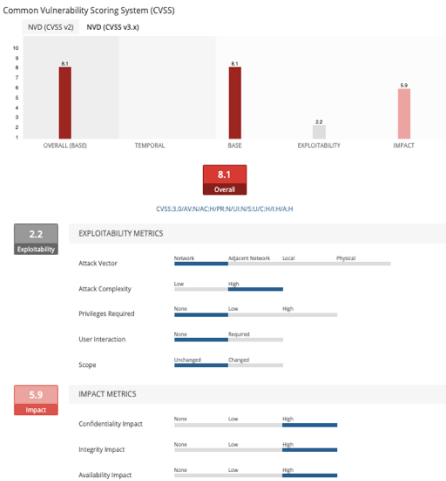 Common Vulnerability Scoring System (CVSS)
NVD (CVSS v2) NVD (CVSS v3.x)
10
9
8
7
6
5
4
3
2
1
8.1 8.1 2.2 5.9
OVERALL (BASE) TEMPORAL BASE EXPLOITABILITY IMPACT
8.1
Overall
CVSS:3.0/AV:N/AC:H/PR:N/UI:N/S:U/C:H/I:H/A:H
2.2
Exploitability
EXPLOITABILITY METRICS
Attack Vector Network Adjacent Network Local Physical
Attack Complexity Low High
Privileges Required None Low High
User Interaction None Required
Scope Unchanged Changed
5.9
Impact
IMPACT METRICS
Confidentiality Impact None Low High
Integrity Impact None Low High
Availability Impact None Low High